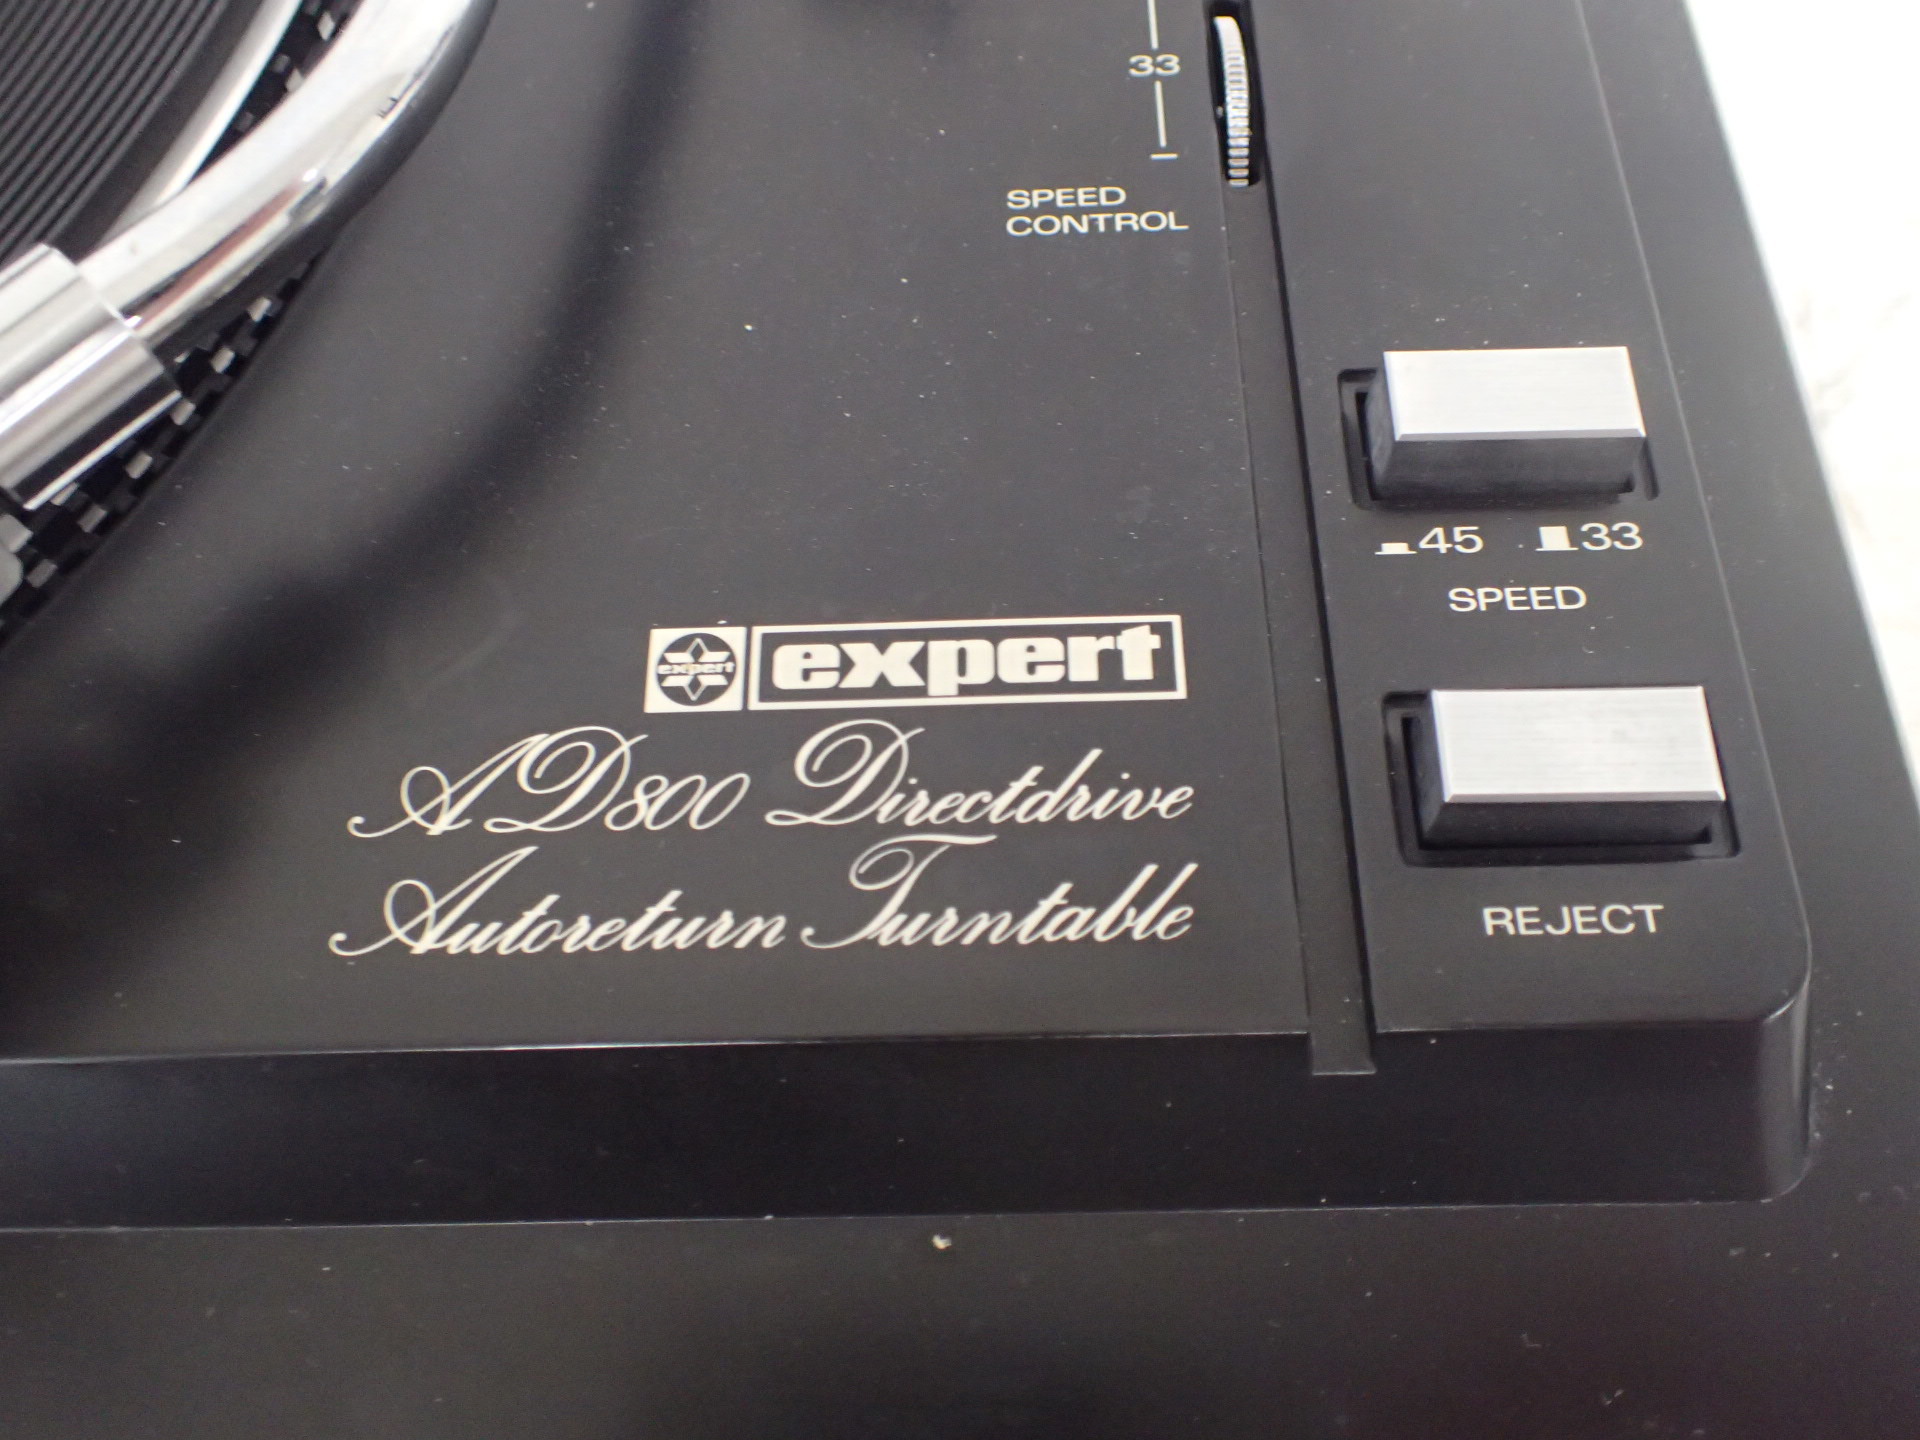 33
SPEED
CONTROL
45 33
SPEED
expert expert
AD800 Directdrive
Autoreturn Turntable
REJECT